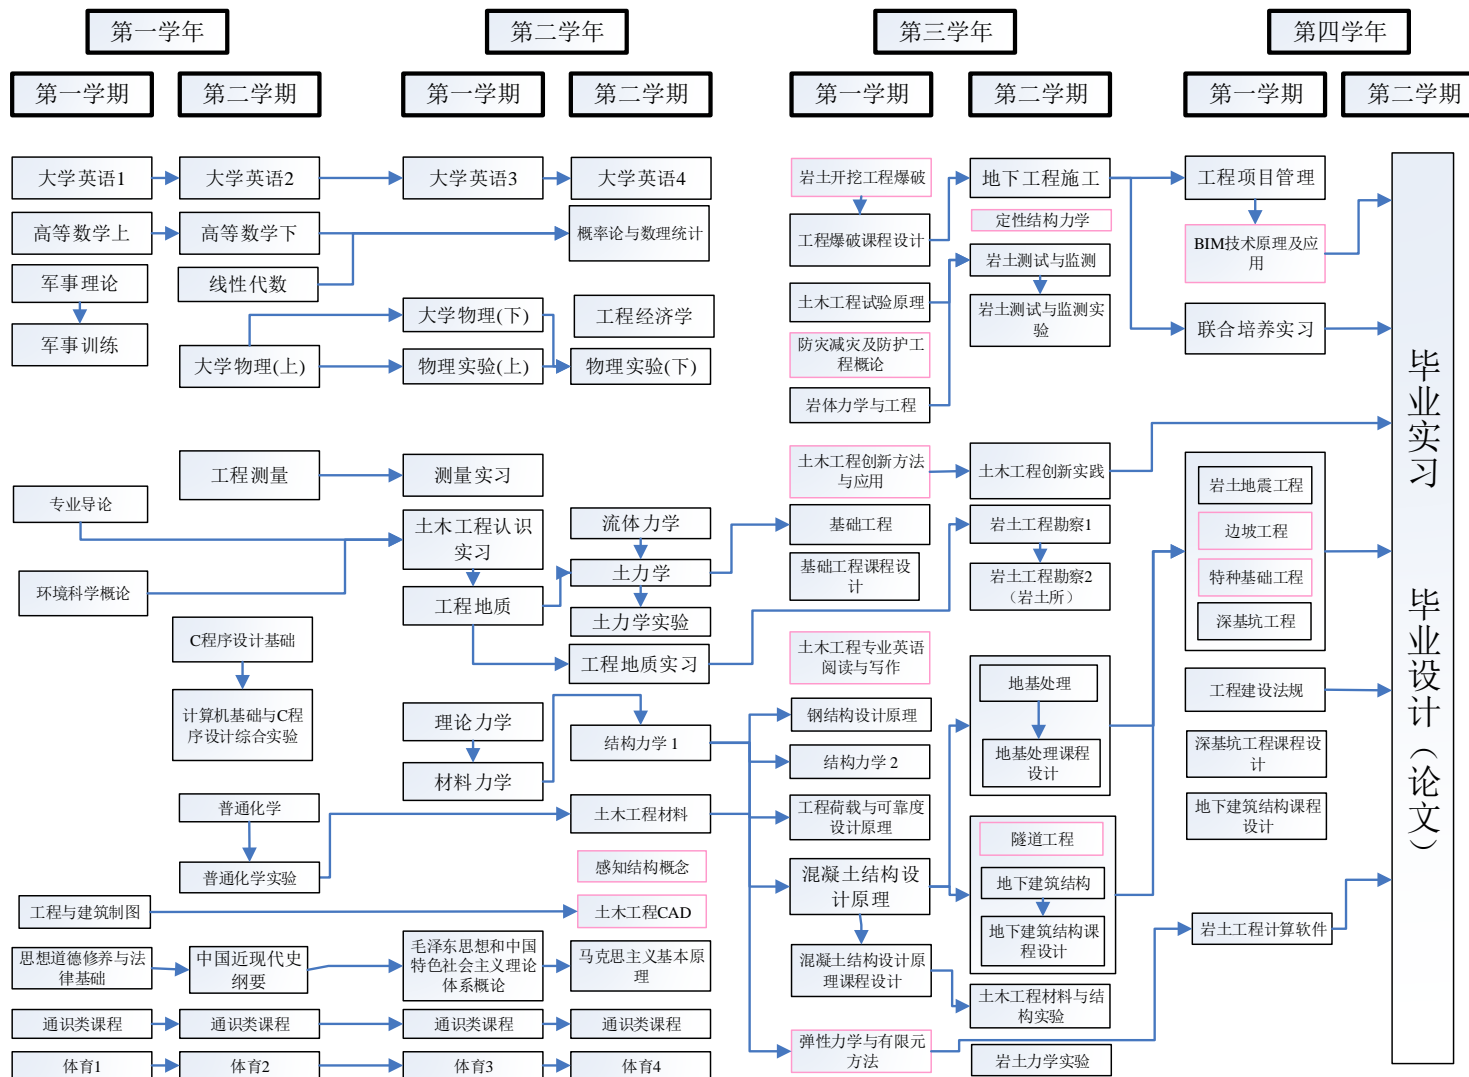 第一学年
第二学年
第三学年
第四学年
第一学期
第二学期
第一学期
第二学期
第一学期
第二学期
第一学期
第二学期
大学英语1
大学英语2
大学英语3
大学英语4
岩土开挖工程爆破
地下工程施工
工程项目管理
高等数学上
高等数学下
概率论与数理统计
工程爆破课程设计
定性结构力学
BIM技术原理及应
用
军事理论
线性代数
岩土测试与监测
军事训练
大学物理(上)
大学物理(下)
工程经济学
土木工程试验原理
岩土测试与监测实
验
联合培养实习
物理实验(上)
物理实验(下)
防灾减灾及防护工
程概论
岩体力学与工程
工程测量
测量实习
土木工程创新方法
与应用
土木工程创新实践
岩土地震工程
边坡工程
特种基础工程
深基坑工程
专业导论
土木工程认识
实习
流体力学
基础工程
岩土工程勘察1
环境科学概论
工程地质
土力学
基础工程课程设
计
岩土工程勘察2
（岩土所）
土力学实验
C程序设计基础
工程地质实习
土木工程专业英语
阅读与写作
地基处理
地基处理课程
设计
工程建设法规
计算机基础与C程
序设计综合实验
理论力学
结构力学 1
钢结构设计原理
材料力学
结构力学 2
深基坑工程课程设
计
普通化学
土木工程材料
工程荷载与可靠度
设计原理
地下建筑结构课程
设计
普通化学实验
感知结构概念
混凝土结构设
计原理
隧道工程
地下建筑结构
地下建筑结构课
程设计
工程与建筑制图
土木工程CAD
岩土工程计算软件
思想道德修养与法
律基础
中国近现代史
纲要
毛泽东思想和中国
特色社会主义理论
体系概论
马克思主义基本原
理
混凝土结构设计原
理课程设计
土木工程材料与结
构实验
通识类课程
通识类课程
通识类课程
通识类课程
弹性力学与有限元
方法
岩土力学实验
体育1
体育2
体育3
体育4
毕业实习
毕业设计（论文）